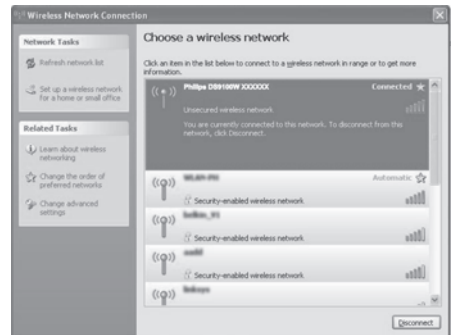 Wireless Network Connection
Network Tasks
Refresh network list
Set up a wireless network
for a home or small office
Related Tasks
Learn about wireless
networking
Change the order of
preferred networks
Change advanced
settings
Choose a wireless network
Click an item in the list below to connect to a wireless network in range or to get more
information.
Philips DS9100W XXXXXX Connected
Unsecured wireless network
You are currently connected to this network. To disconnect from this
network, click Disconnect.
Automatic
Security-enabled wireless network
Security-enabled wireless network
Security-enabled wireless network
Disconnect